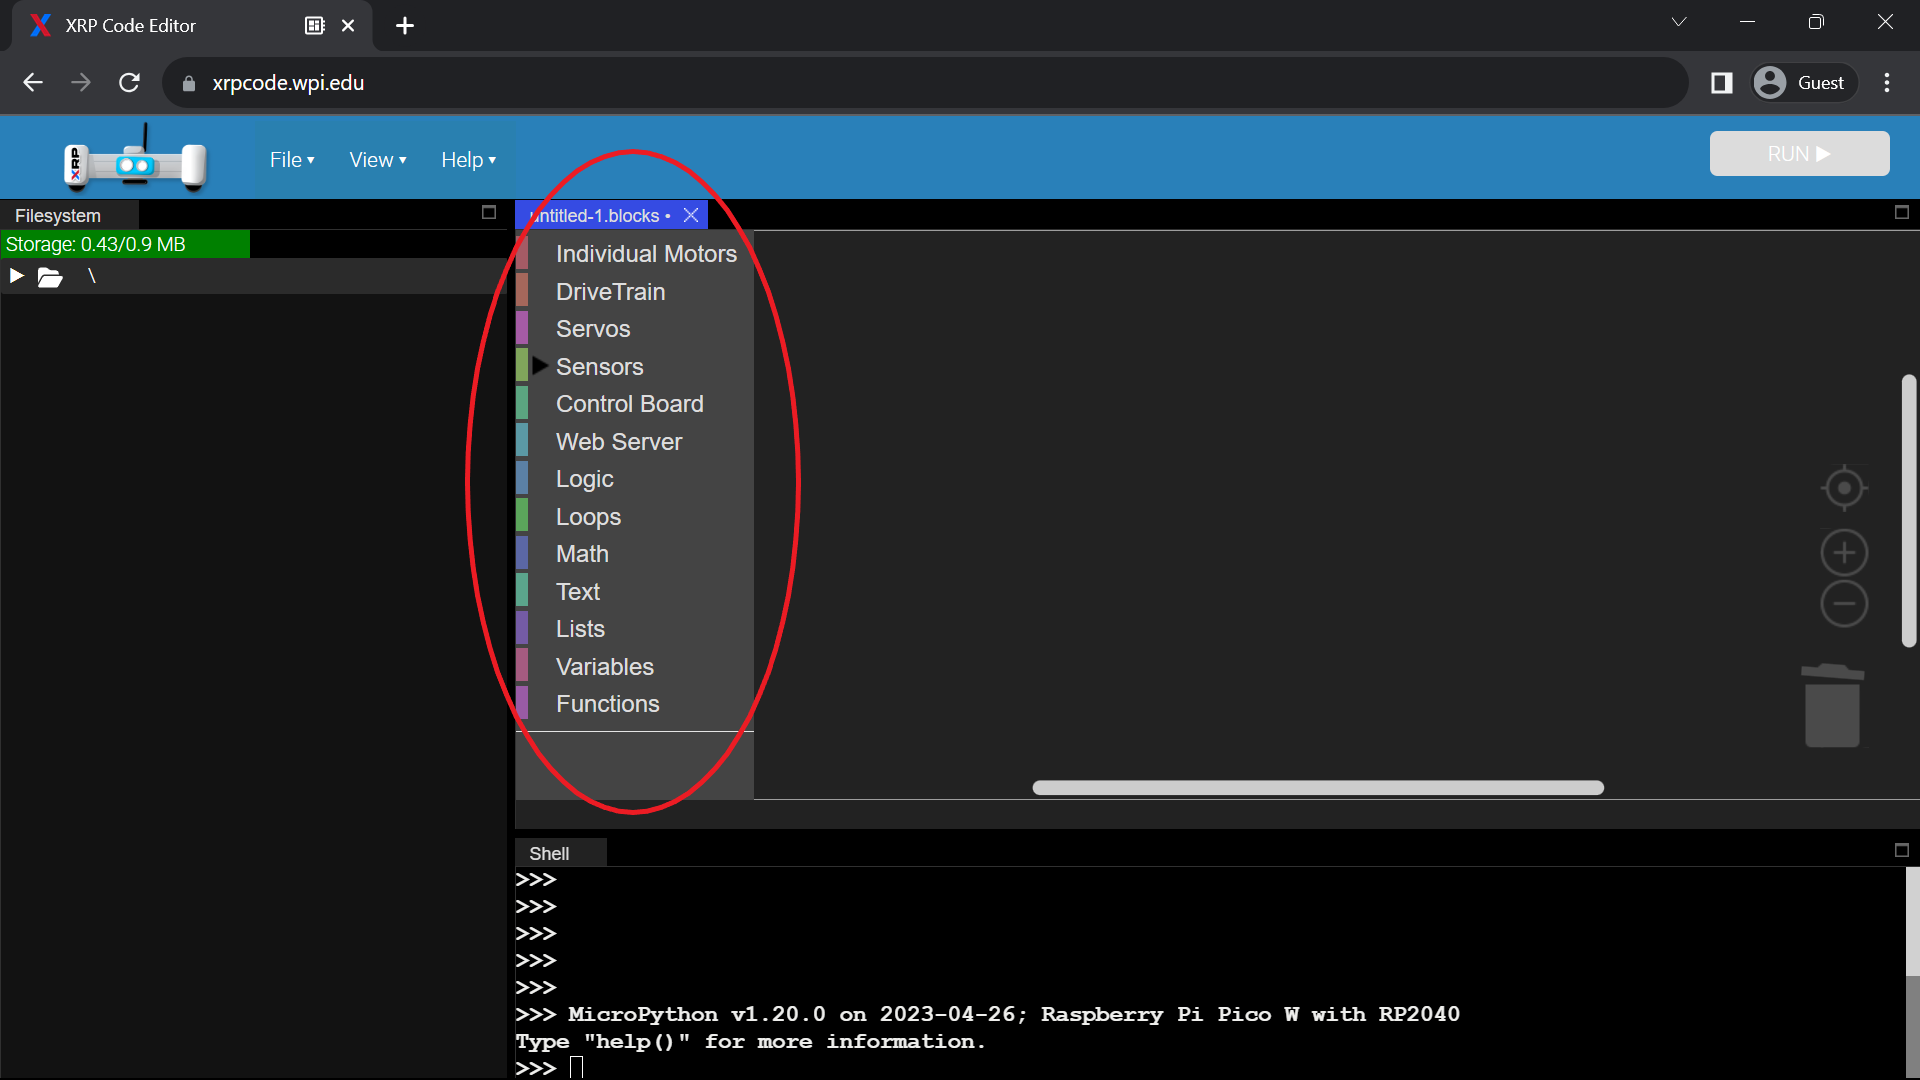 XRP Code Editor
xrpcode.wpi.edu
Guest
XRP
File
View
Help
RUN
Filesystem
untitled-1.blocks •
Storage: 0.43/0.9 MB
\
Individual Motors
DriveTrain
Servos
Sensors
Control Board
Web Server
Logic
Loops
Math
Text
Lists
Variables
Functions
Shell
>>>
>>>
>>>
>>>
>>>
>>> MicroPython v1.20.0 on 2023-04-26; Raspberry Pi Pico W with RP2040
Type "help()" for more information.
>>>